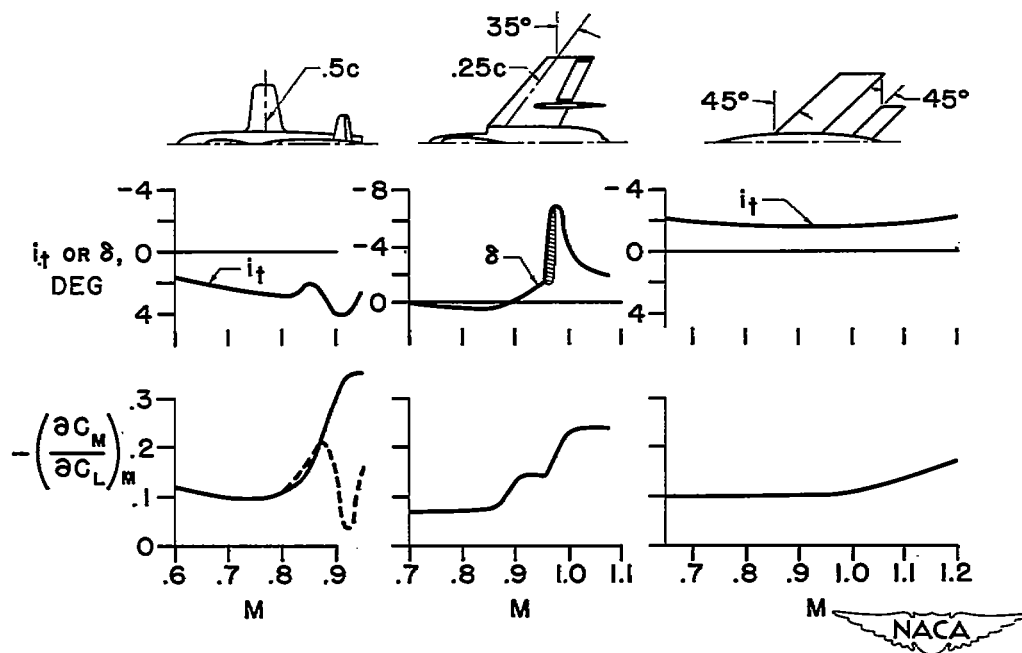 .5c
35°
.25c
45°
45°
-4
0
4
i_t OR δ, DEG
i_t
-8
-4
0
δ
-4
0
4
i_t
-(∂C_M/∂C_L)_M
.3
.2
.1
0
.6 .7 .8 .9
M
.7 .8 .9 1.0 1.1
M
.7 .8 .9 1.0 1.1 1.2
M
NACA